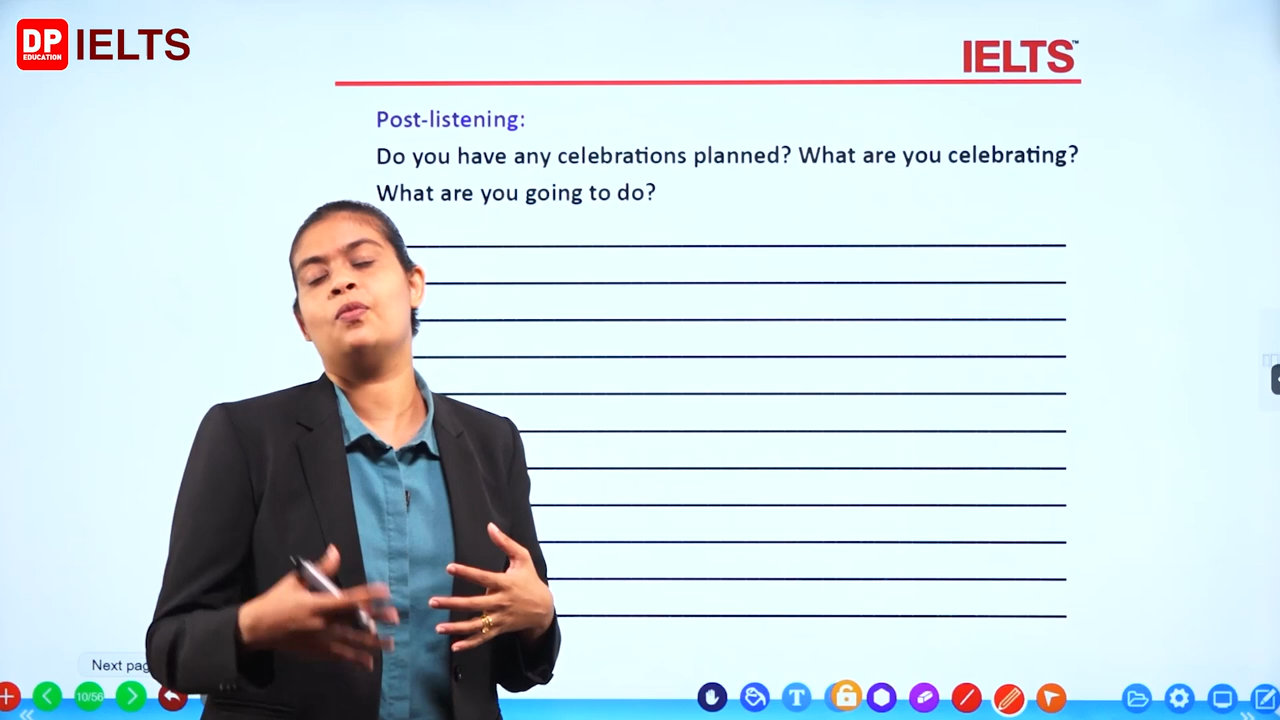 DP
EDUCATION
IELTS
IELTS™
Post-listening:
Do you have any celebrations planned? What are you celebrating?
What are you going to do?
Next pag
10/56
T